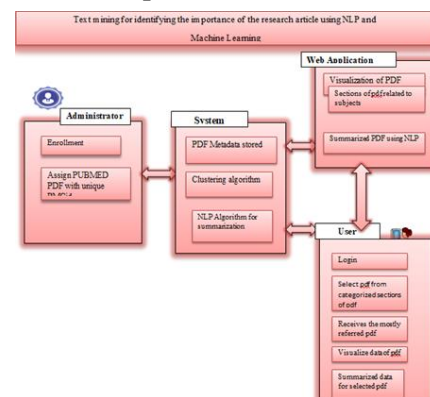 Text mining for identifying the importance of the research article using NLP and
Machine Learning
Web Application
Visualization of PDF
Sections of pdf related to
subjects
Summarized PDF using NLP
Administrator
Enrollment
Assign PUBMED
PDF with unique
System
PDF Metadata stored
Clustering algorithm
NLP Algorithm for
summarization
User
Login
Select pdf from
categorized sections
of pdf
Receives the mostly
referred pdf
Visualize data of pdf
Summarized data
for selected pdf